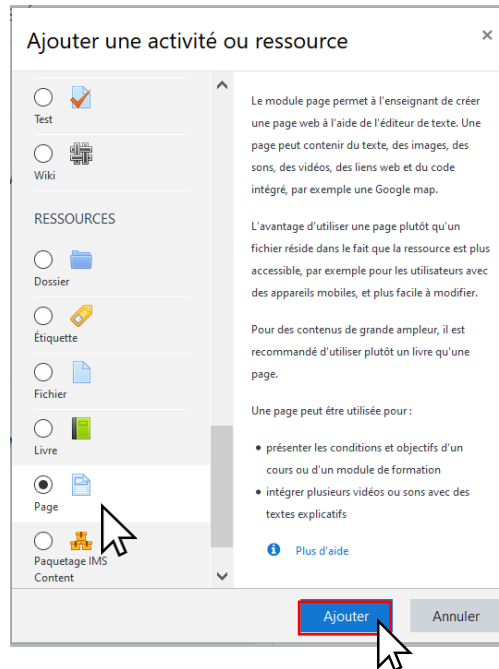 Ajouter une activité ou ressource
×
Test
Wiki
RESSOURCES
Dossier
Étiquette
Fichier
Livre
Page
Paquetage IMS
Content
Le module page permet à l'enseignant de créer
une page web à l'aide de l'éditeur de texte. Une
page peut contenir du texte, des images, des
sons, des vidéos, des liens web et du code
intégré, par exemple une Google map.
L'avantage d'utiliser une page plutôt qu'un
fichier réside dans le fait que la ressource est plus
accessible, par exemple pour les utilisateurs avec
des appareils mobiles, et plus facile à modifier.
Pour des contenus de grande ampleur, il est
recommandé d'utiliser plutôt un livre qu'une
page.
Une page peut être utilisée pour :
• présenter les conditions et objectifs d'un
cours ou d'un module de formation
• intégrer plusieurs vidéos ou sons avec des
textes explicatifs
Plus d'aide
Ajouter
Annuler